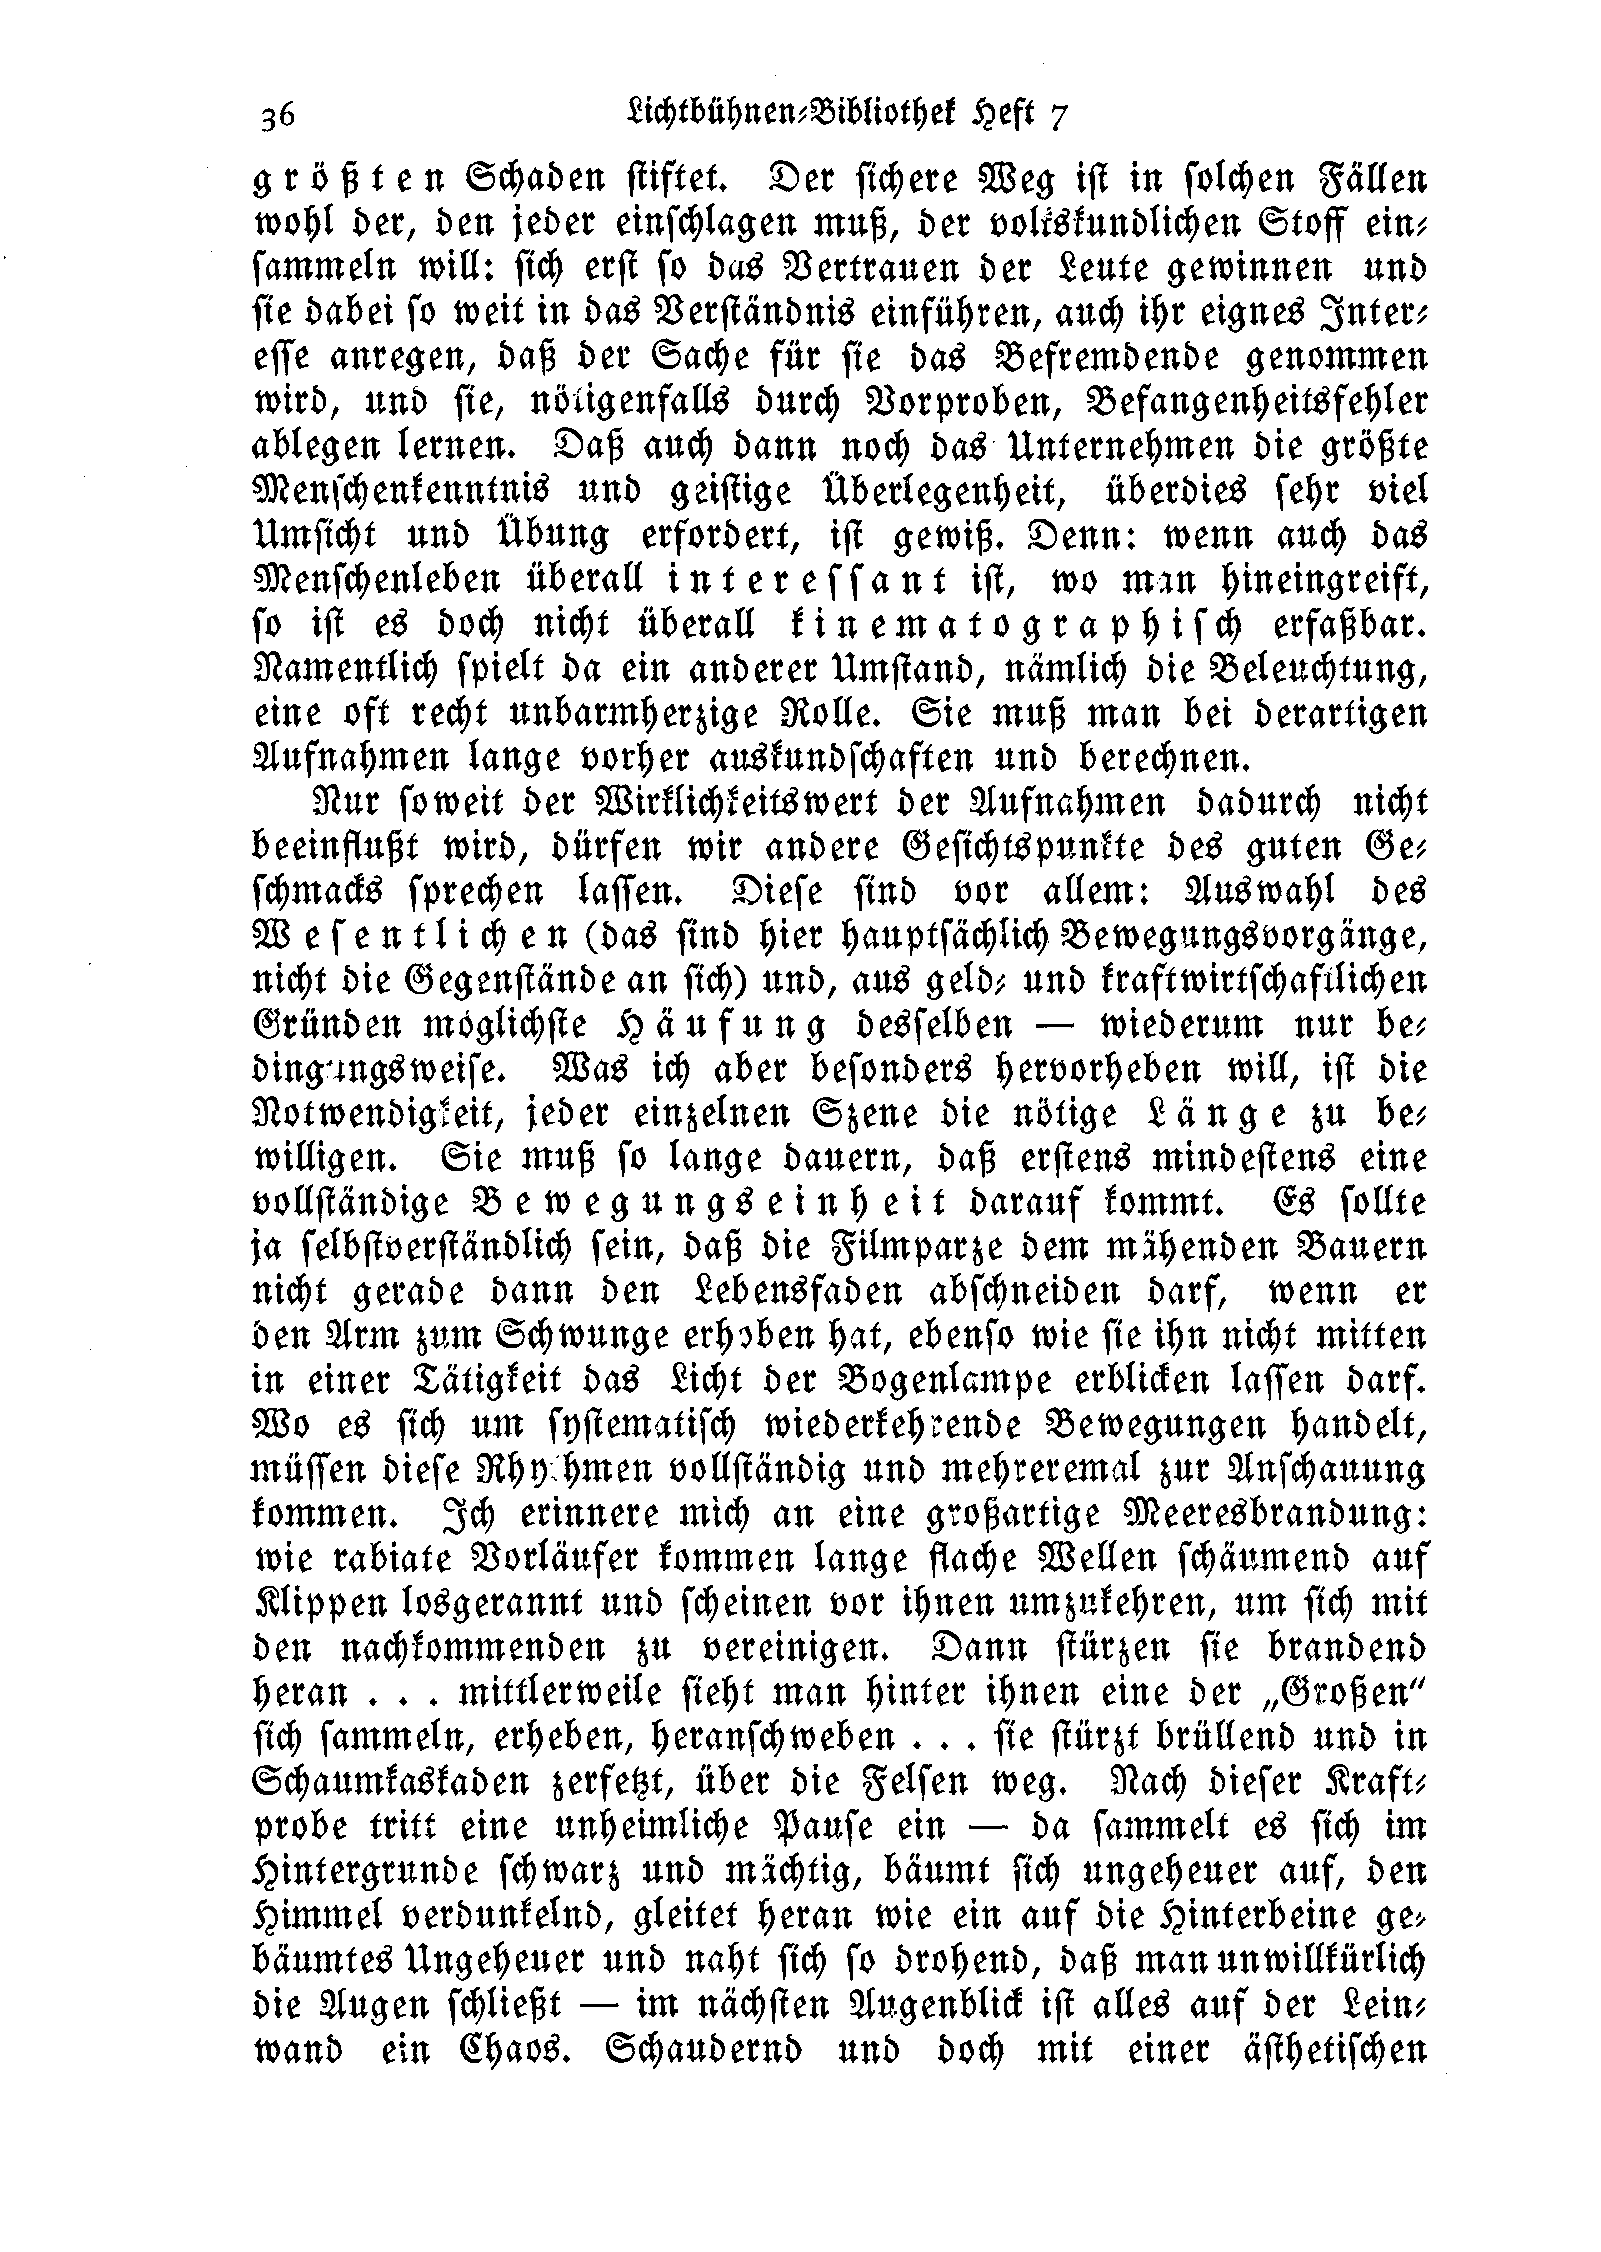 36 Lichtbühnen-Bibliothek Heft 7
größten Schaden stiftet. Der sichere Weg ist in solchen Fällen
wohl der, den jeder einschlagen muß, der volkskundlichen Stoff ein-
sammeln will: sich erst so das Vertrauen der Leute gewinnen und
sie dabei so weit in das Verständnis einführen, auch ihr eignes Inter-
esse anregen, daß der Sache für sie das Befremdende genommen
wird, und sie, nötigenfalls durch Vorproben, Befangenheitsfehler
ablegen lernen. Daß auch dann noch das Unternehmen die größte
Menschenkenntnis und geistige Überlegenheit, überdies sehr viel
Umsicht und Übung erfordert, ist gewiß. Denn: wenn auch das
Menschenleben überall interessant ist, wo man hineingreift,
so ist es doch nicht überall kinematographisch erfaßbar.
Namentlich spielt da ein anderer Umstand, nämlich die Beleuchtung,
eine oft recht unbarmherzige Rolle. Sie muß man bei derartigen
Aufnahmen lange vorher auskundschaften und berechnen.
Nur soweit der Wirklichkeitswert der Aufnahmen dadurch nicht
beeinflußt wird, dürfen wir andere Gesichtspunkte des guten Ge-
schmacks sprechen lassen. Diese sind vor allem: Auswahl des
Wesentlichen (das sind hier hauptsächlich Bewegungsvorgänge,
nicht die Gegenstände an sich) und, aus geld- und kraftwirtschaftlichen
Gründen möglichste Häufung desselben — wiederum nur be-
dingungsweise. Was ich aber besonders hervorheben will, ist die
Notwendigkeit, jeder einzelnen Szene die nötige Länge zu be-
willigen. Sie muß so lange dauern, daß erstens mindestens eine
vollständige Bewegungseinheit darauf kommt. Es sollte
ja selbstverständlich sein, daß die Filmparze dem mähenden Bauern
nicht gerade dann den Lebensfaden abschneiden darf, wenn er
den Arm zum Schwunge erhoben hat, ebenso wie sie ihn nicht mitten
in einer Tätigkeit das Licht der Bogenlampe erblicken lassen darf.
Wo es sich um systematisch wiederkehrende Bewegungen handelt,
müssen diese Rhythmen vollständig und mehreremal zur Anschauung
kommen. Ich erinnere mich an eine großartige Meeresbrandung:
wie rabiate Vorläufer kommen lange flache Wellen schäumend auf
Klippen losgerannt und scheinen vor ihnen umzukehren, um sich mit
den nachkommenden zu vereinigen. Dann stürzen sie brandend
heran . . . mittlerweile sieht man hinter ihnen eine der „Großen“
sich sammeln, erheben, heranschweben . . . sie stürzt brüllend und in
Schaumkaskaden zerfetzt, über die Felsen weg. Nach dieser Kraft-
probe tritt eine unheimliche Pause ein — da sammelt es sich im
Hintergrunde schwarz und mächtig, bäumt sich ungeheuer auf, den
Himmel verdunkelnd, gleitet heran wie ein auf die Hinterbeine ge-
bäumtes Ungeheuer und naht sich so drohend, daß man unwillkürlich
die Augen schließt — im nächsten Augenblick ist alles auf der Lein-
wand ein Chaos. Schaudernd und doch mit einer ästhetischen